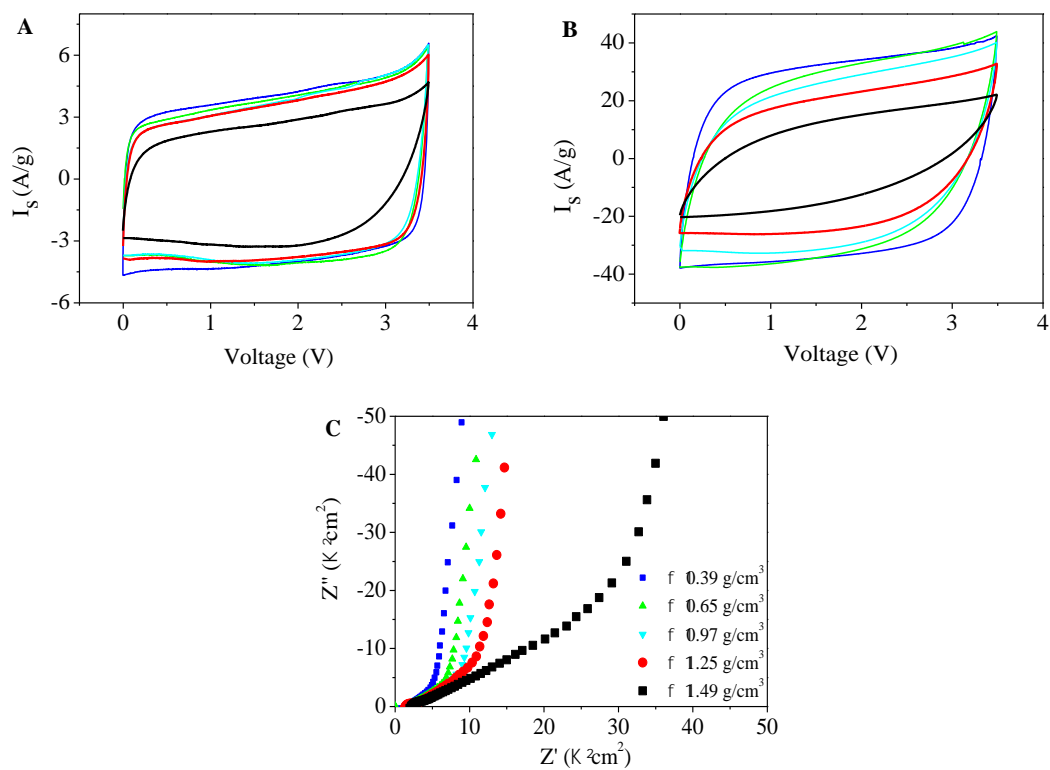 A
I_S (A/g)
6
3
0
-3
-6
0 1 2 3 4
Voltage (V)
B
I_S (A/g)
40
20
0
-20
-40
0 1 2 3 4
Voltage (V)
C
Z" (K ²cm²)
-50
-40
-30
-20
-10
0
0 10 20 30 40 50
Z' (K ²cm²)
0.39 g/cm³
0.65 g/cm³
0.97 g/cm³
1.25 g/cm³
1.49 g/cm³